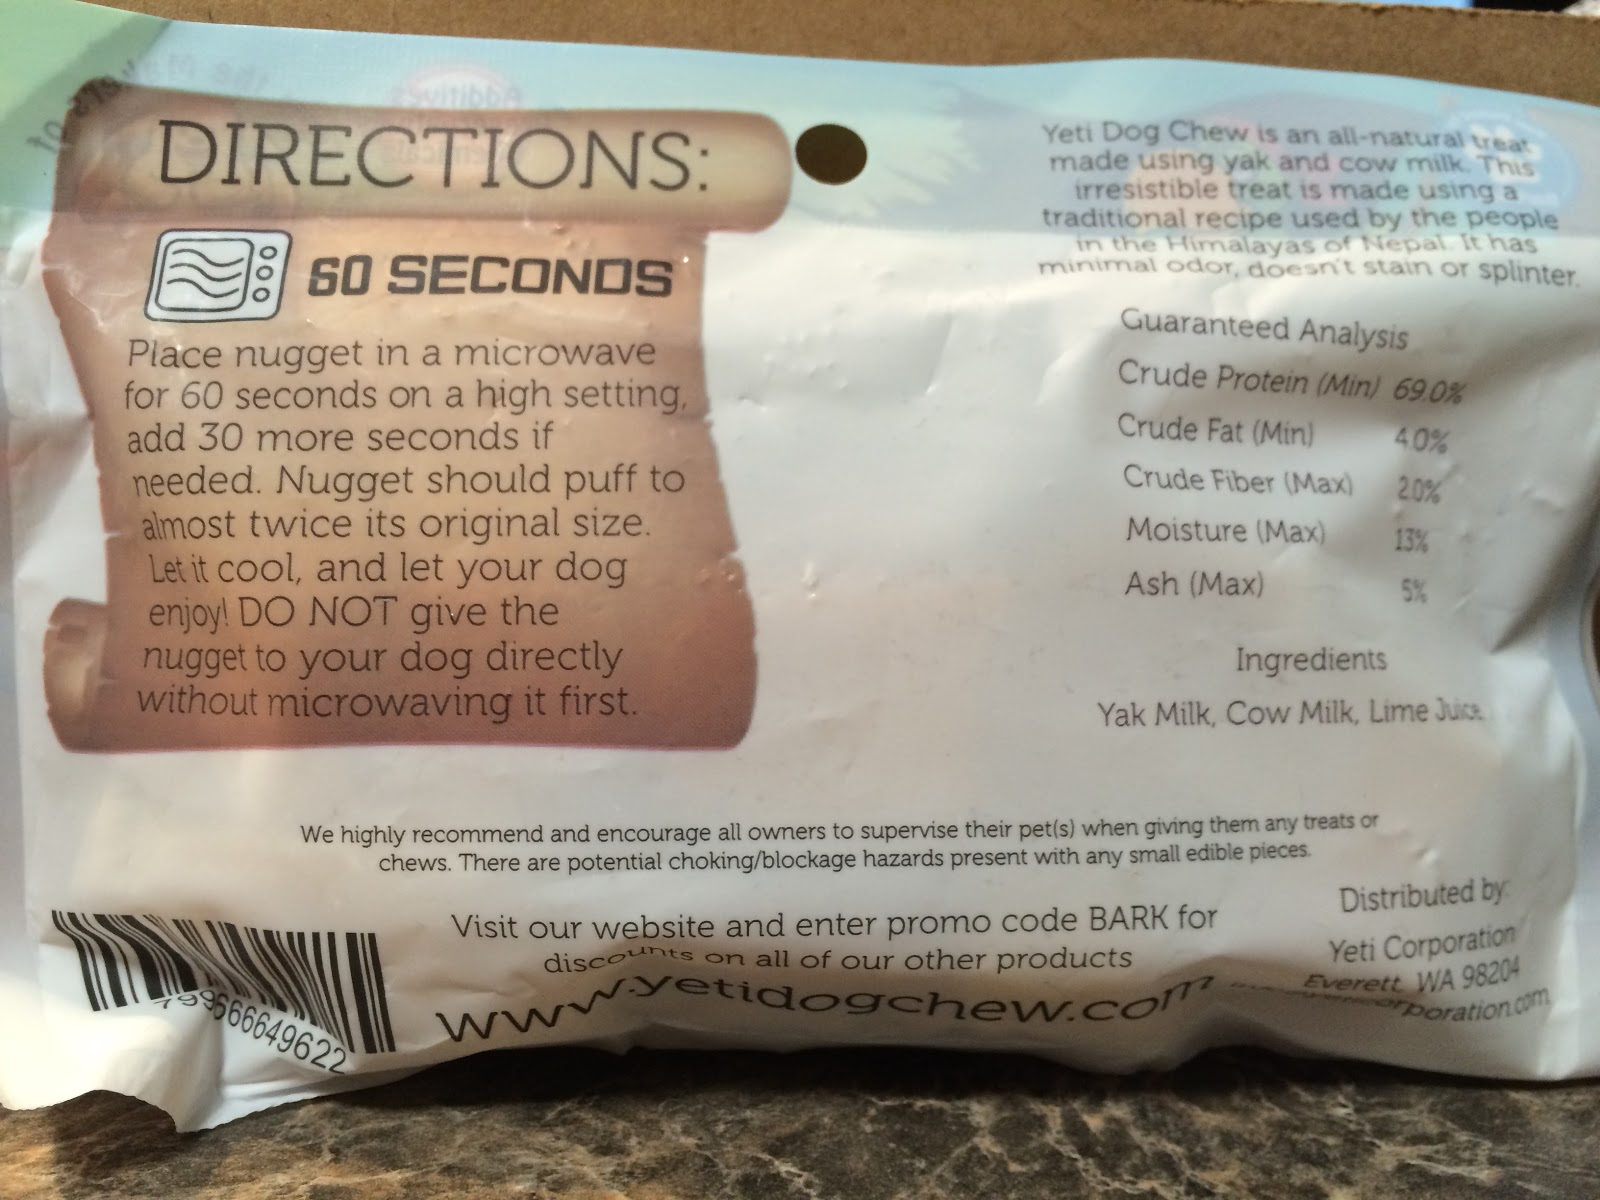 DIRECTIONS:
60 SECONDS
Place nugget in a microwave
for 60 seconds on a high setting,
add 30 more seconds if
needed. Nugget should puff to
almost twice its original size.
Let it cool, and let your dog
enjoy! DO NOT give the
nugget to your dog directly
without microwaving it first.
Yeti Dog Chew is an all-natural treat
made using yak and cow milk. This
irresistible treat is made using a
traditional recipe used by the people
in the Himalayas of Nepal. It has
minimal odor, doesn't stain or splinter.
Guaranteed Analysis
Crude Protein (Min) 69.0%
Crude Fat (Min) 4.0%
Crude Fiber (Max) 2.0%
Moisture (Max) 13%
Ash (Max) 5%
Ingredients
Yak Milk, Cow Milk, Lime Juice.
We highly recommend and encourage all owners to supervise their pet(s) when giving them any treats or
chews. There are potential choking/blockage hazards present with any small edible pieces.
Visit our website and enter promo code BARK for
discounts on all of our other products
www.yetidogchew.com
Distributed by:
Yeti Corporation
Everett, WA 98204
799666649622